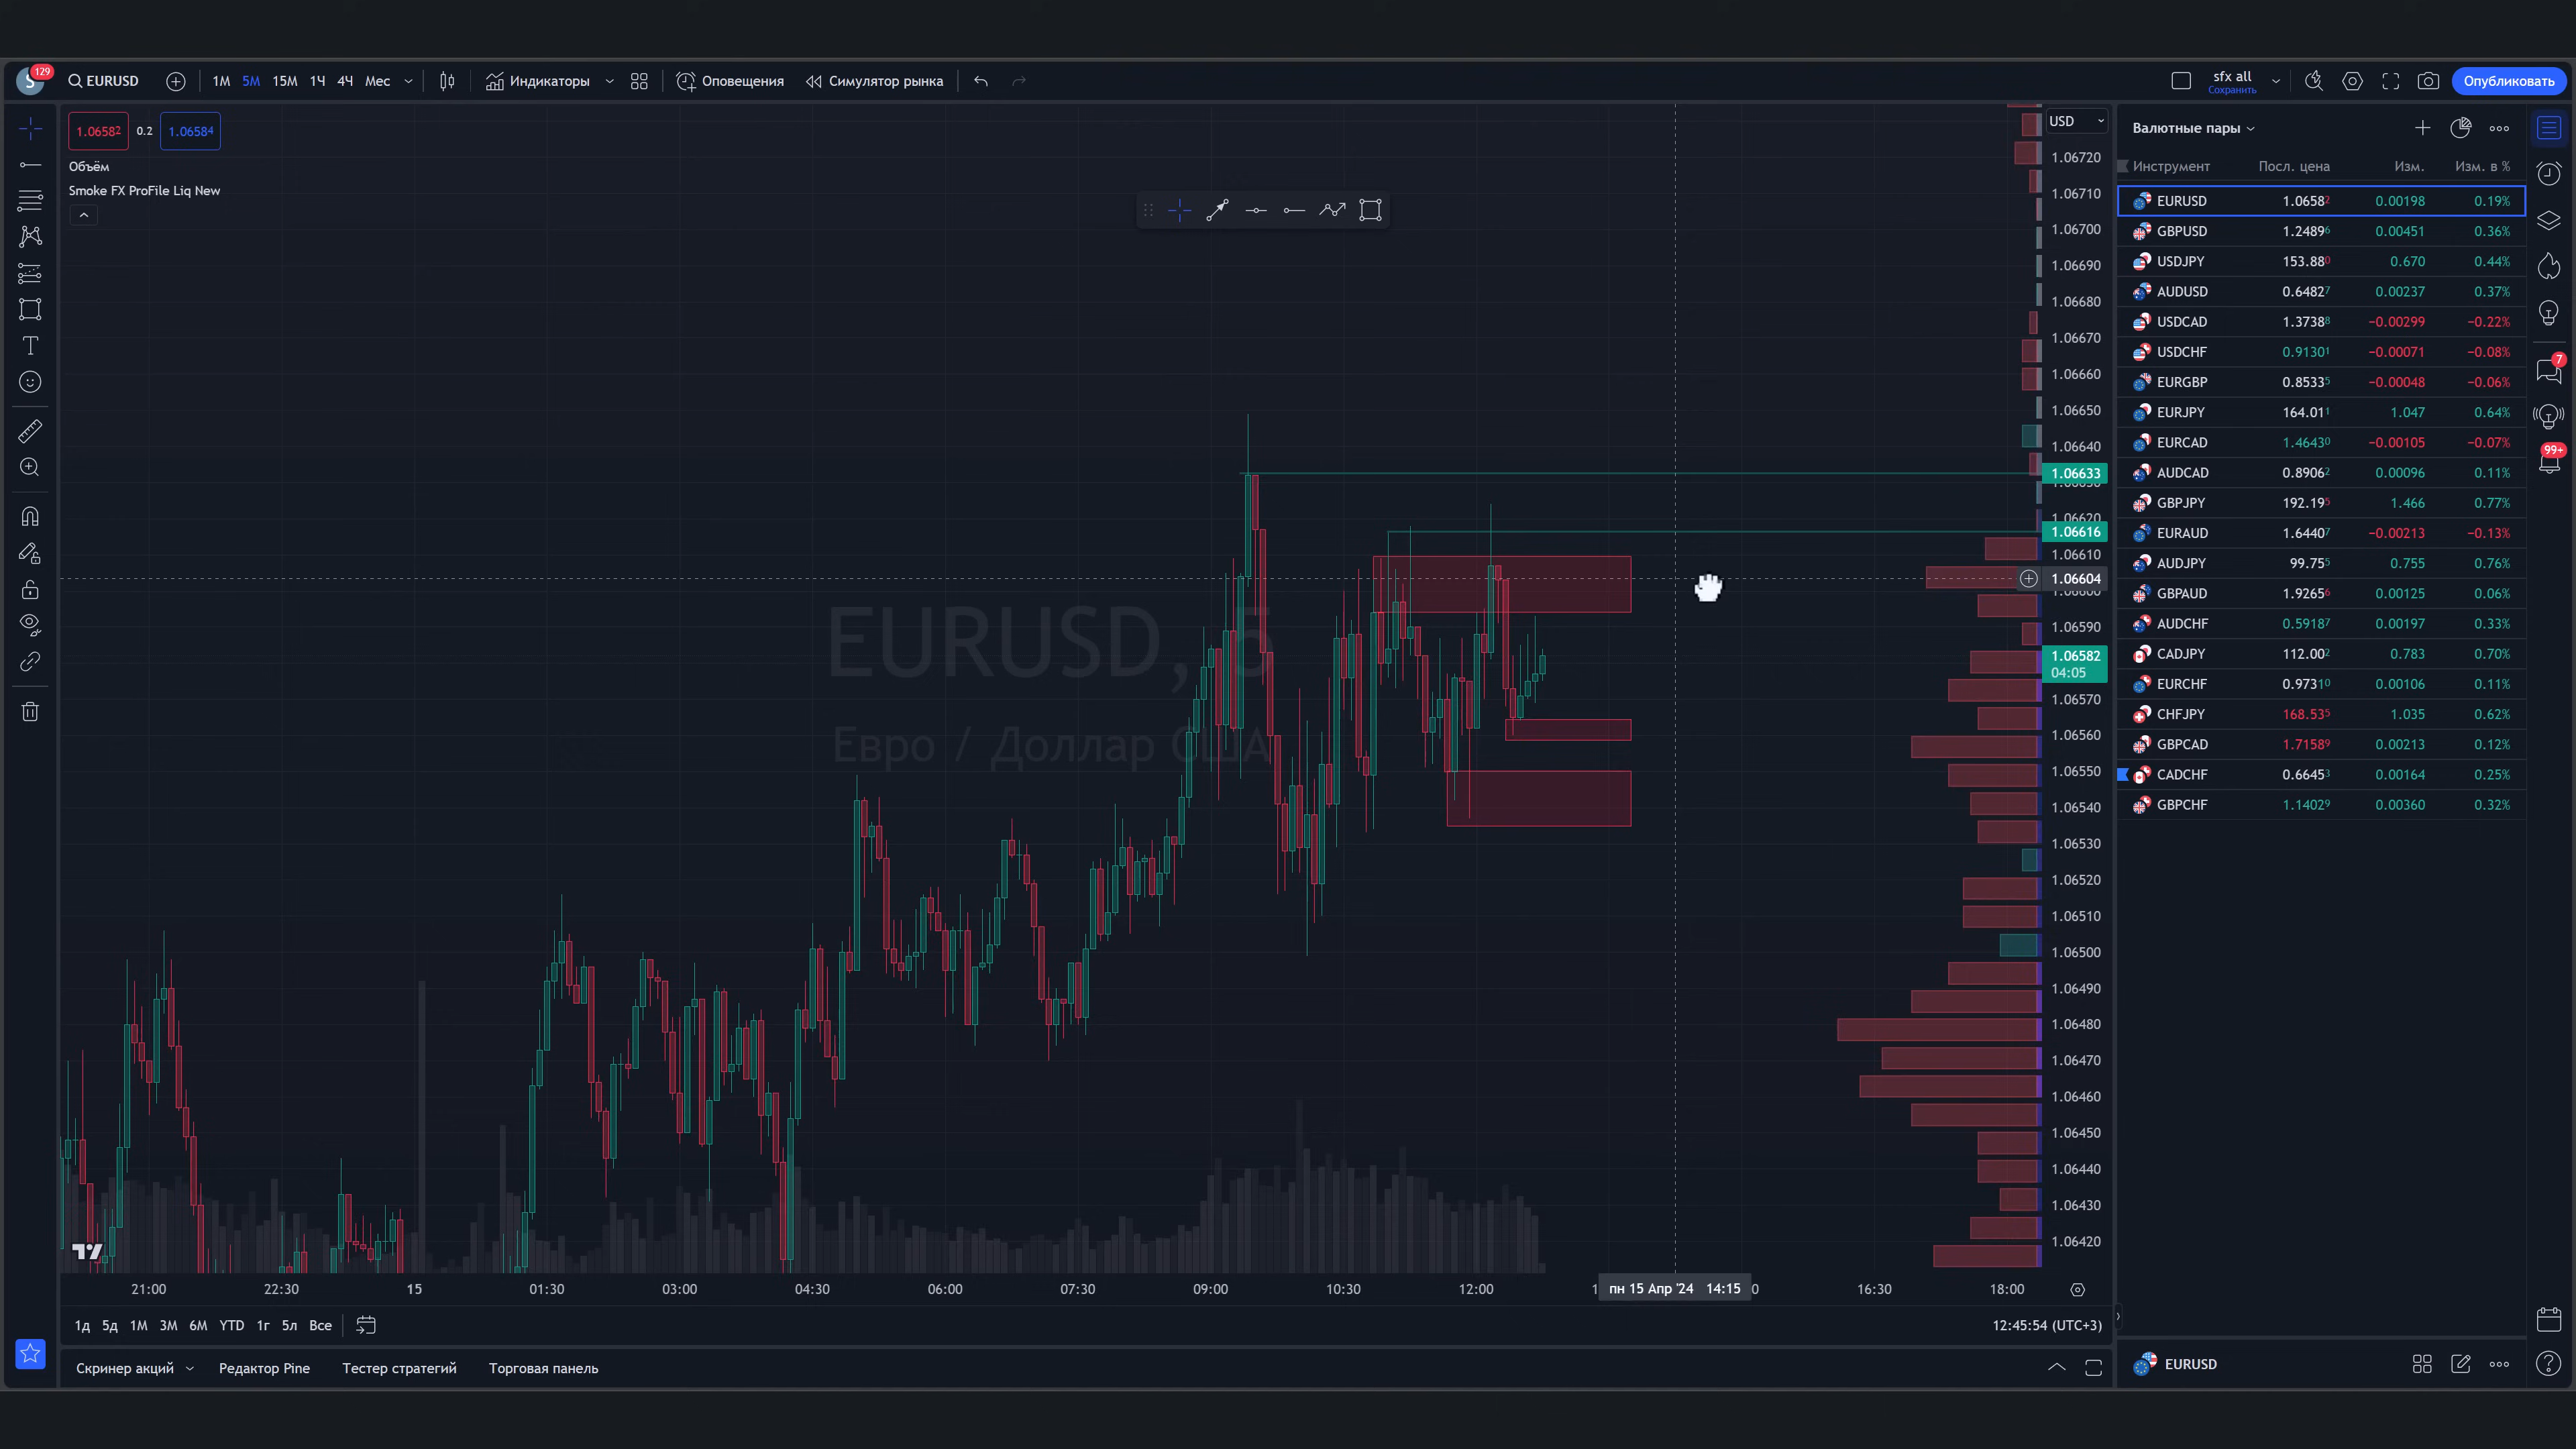 S 129 EURUSD 1М 5М 15М 1Ч 4Ч Мес Индикаторы Оповещения Симулятор рынка sfx all Опубликовать
Сохранить
1.06582 0.2 1.06584
Объём
Smoke FX ProFile Liq New
EURUSD, 5
Евро / Доллар США
USD
1.06720
1.06710
1.06700
1.06690
1.06680
1.06670
1.06660
1.06650
1.06640
1.06633
1.06620
1.06616
1.06610
1.06604
1.06590
1.06582
04:05
1.06570
1.06560
1.06550
1.06540
1.06530
1.06520
1.06510
1.06500
1.06490
1.06480
1.06470
1.06460
1.06450
1.06440
1.06430
1.06420
21:00 22:30 15 01:30 03:00 04:30 06:00 07:30 09:00 10:30 12:00 пн 15 Апр '24 14:15 16:30 18:00
1д 5д 1М 3М 6М YTD 1г 5л Все 12:45:54 (UTC+3)
Скринер акций Редактор Pine Тестер стратегий Торговая панель
Валютные пары
Инструмент Посл. цена Изм. Изм. в %
EURUSD 1.06582 0.00198 0.19%
GBPUSD 1.24896 0.00451 0.36%
USDJPY 153.880 0.670 0.44%
AUDUSD 0.64827 0.00237 0.37%
USDCAD 1.37388 −0.00299 −0.22%
USDCHF 0.91301 −0.00071 −0.08%
EURGBP 0.85335 −0.00048 −0.06%
EURJPY 164.011 1.047 0.64%
EURCAD 1.46430 −0.00105 −0.07%
AUDCAD 0.89062 0.00096 0.11%
GBPJPY 192.195 1.466 0.77%
EURAUD 1.64407 −0.00213 −0.13%
AUDJPY 99.755 0.755 0.76%
GBPAUD 1.92656 0.00125 0.06%
AUDCHF 0.59187 0.00197 0.33%
CADJPY 112.002 0.783 0.70%
EURCHF 0.97310 0.00106 0.11%
CHFJPY 168.535 1.035 0.62%
GBPCAD 1.71589 0.00213 0.12%
CADCHF 0.66453 0.00164 0.25%
GBPCHF 1.14029 0.00360 0.32%
EURUSD
7
99+